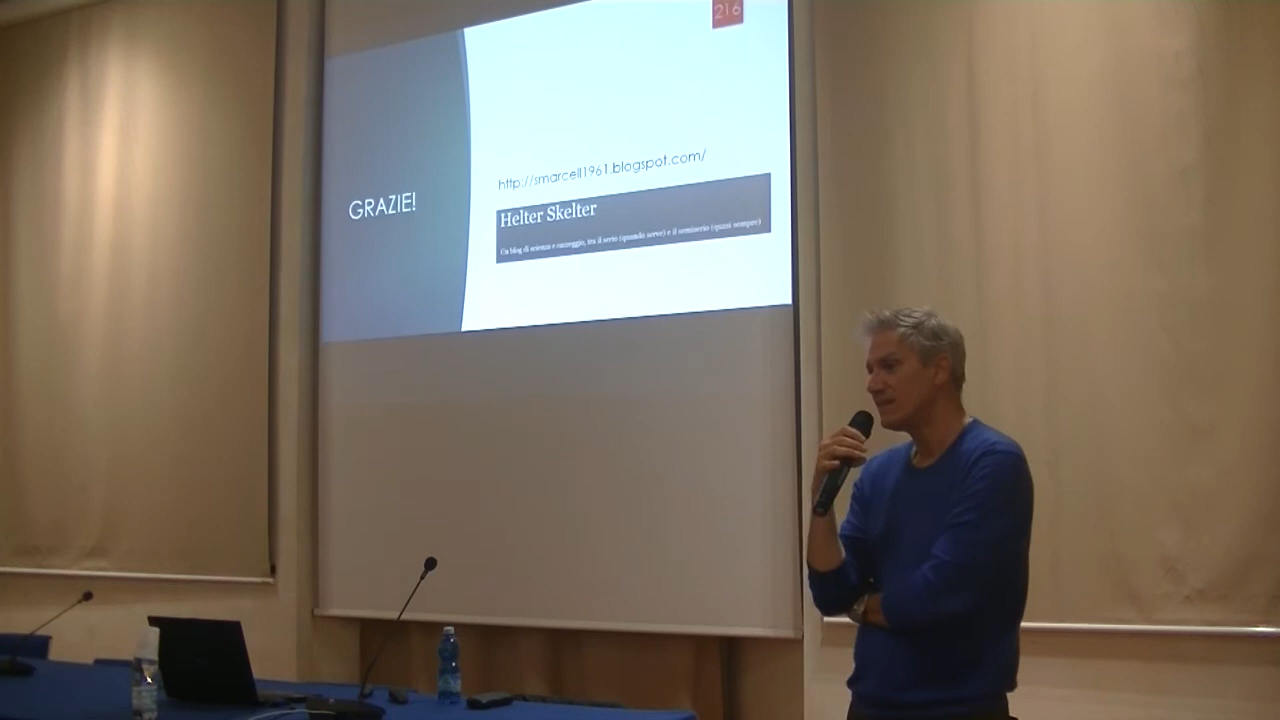 216
GRAZIE!
http://smarcell1961.blogspot.com/
Helter Skelter
Un blog di scienza e cazzeggio, tra il serio (quando serve) e il semiserio (quasi sempre)